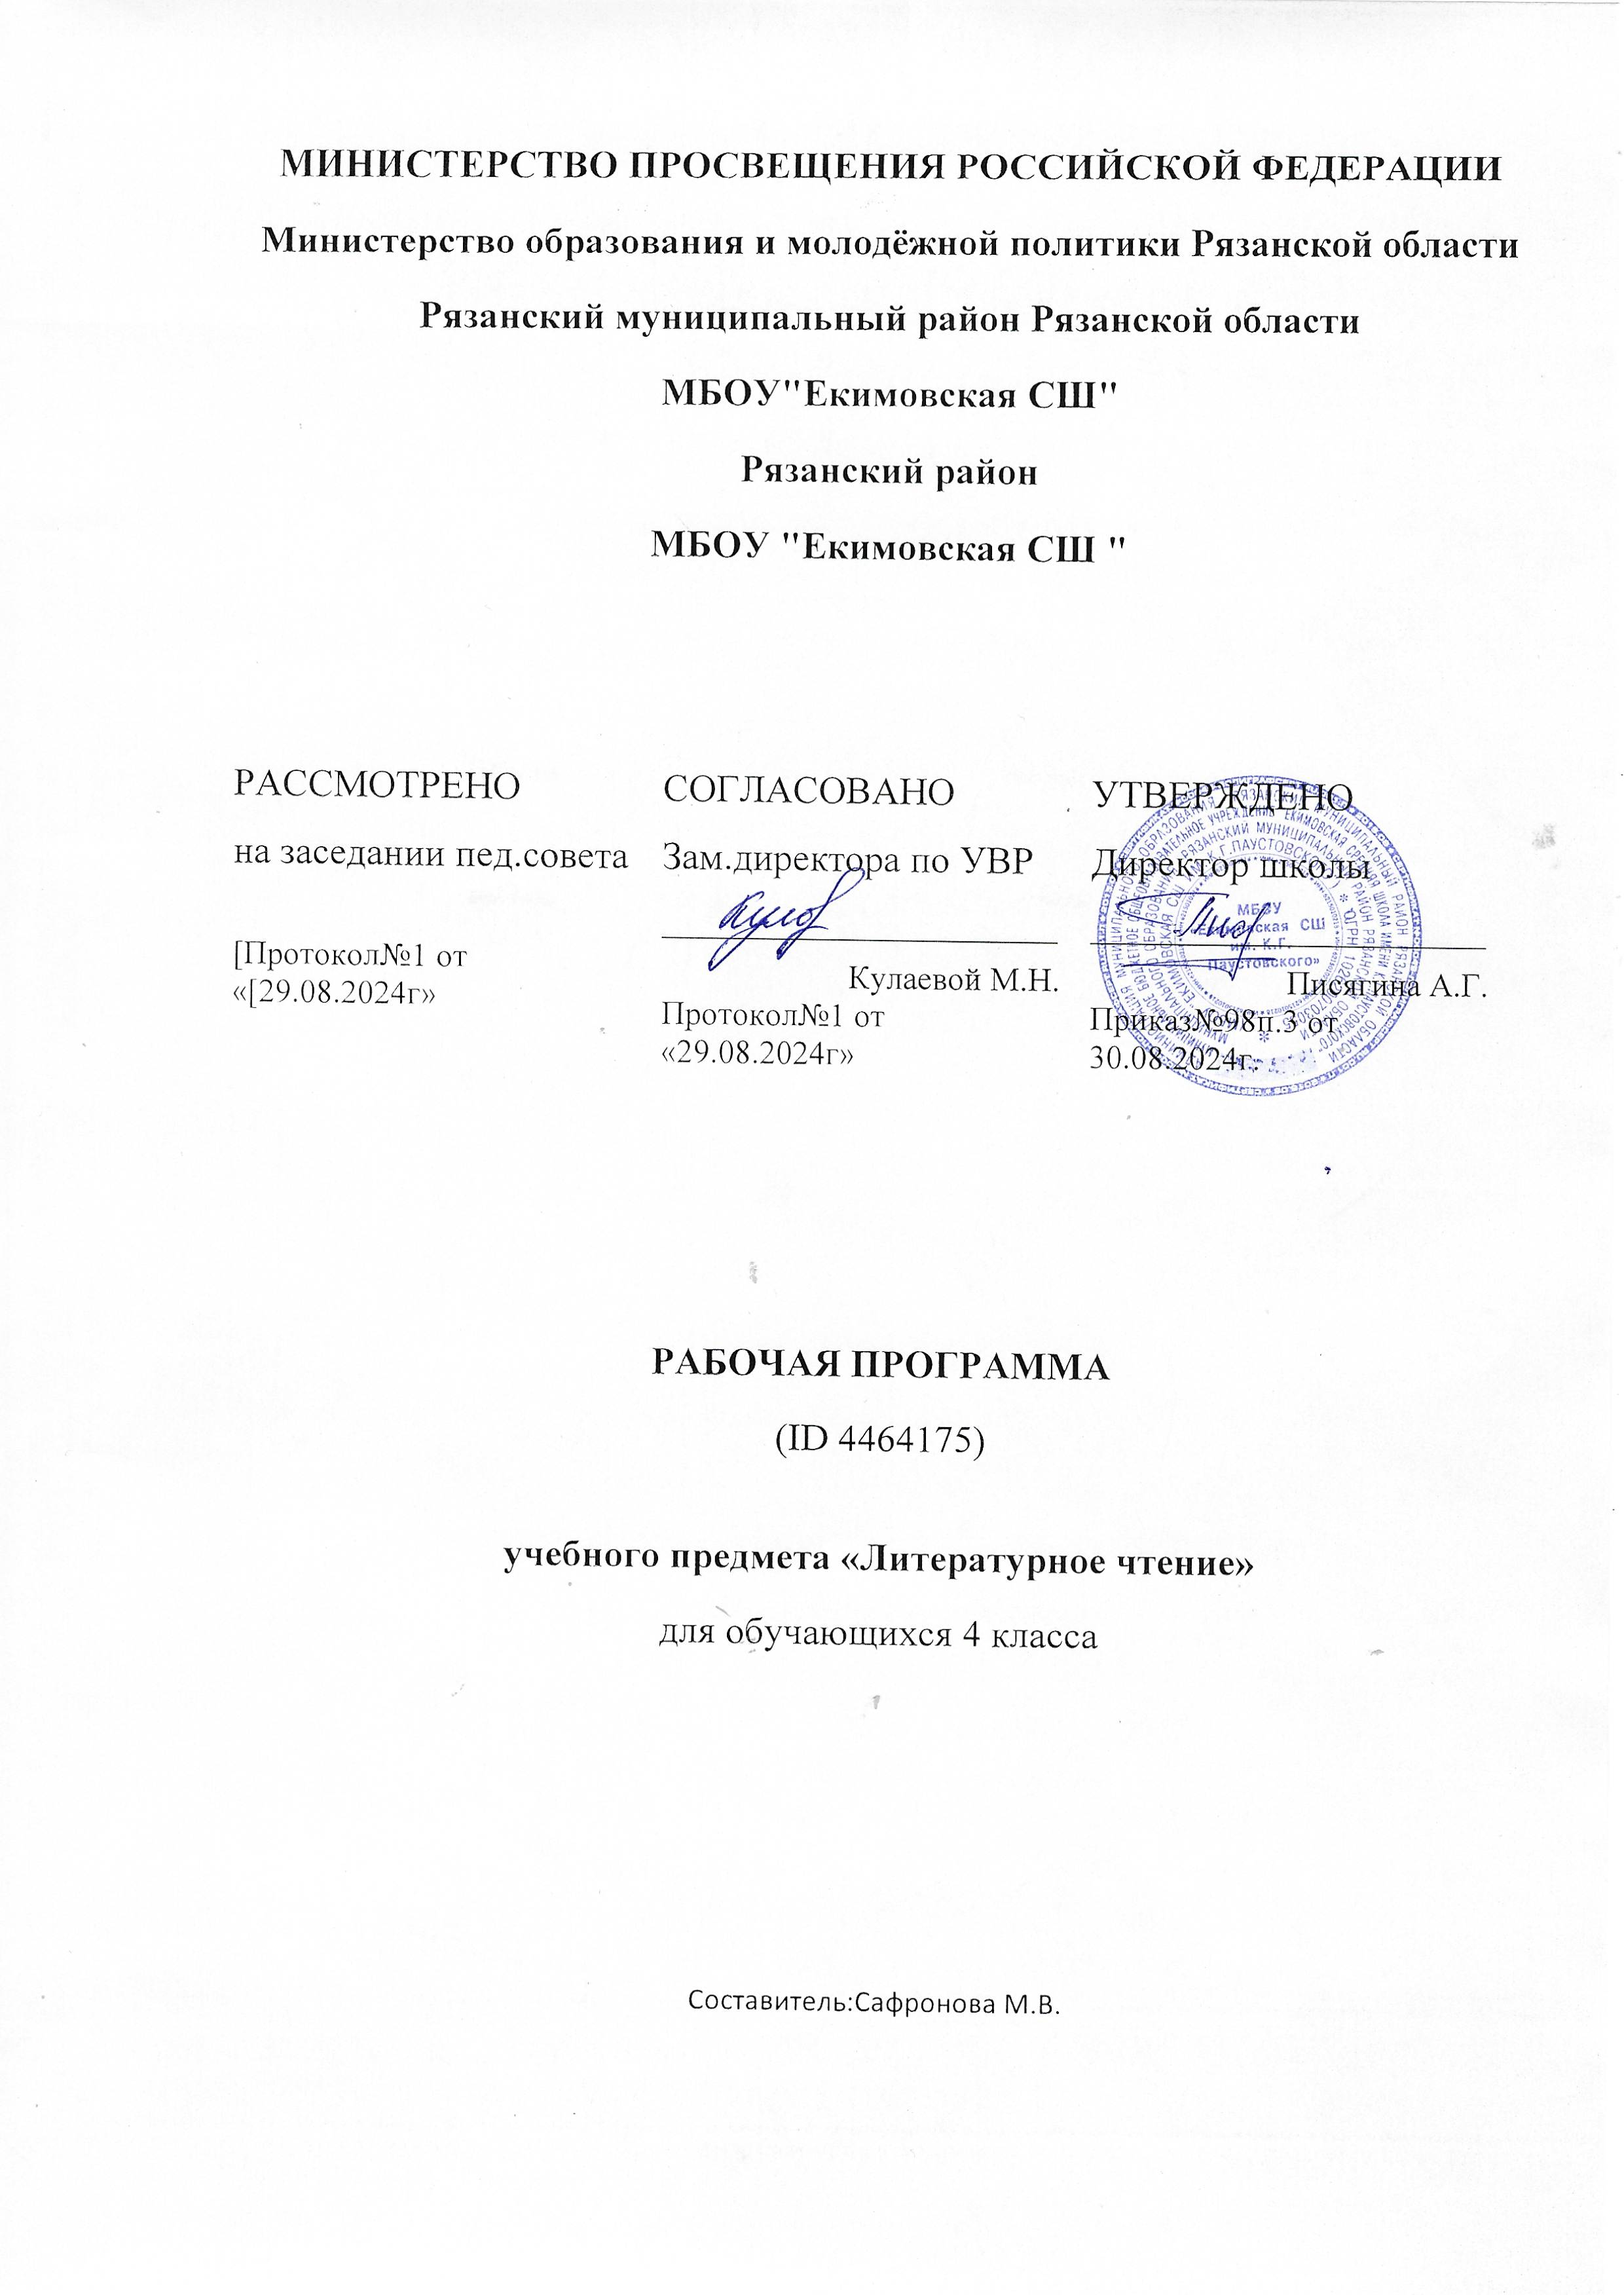 МИНИСТЕРСТВО ПРОСВЕЩЕНИЯ РОССИЙСКОЙ ФЕДЕРАЦИИ
Министерство образования и молодёжной политики Рязанской области
Рязанский муниципальный район Рязанской области
МБОУ"Екимовская СШ"
Рязанский район
МБОУ "Екимовская СШ "
РАССМОТРЕНО
на заседании пед.совета
[Протокол№1 от
«[29.08.2024г»
СОГЛАСОВАНО
Зам.директора по УВР
Кулаевой М.Н.
Протокол№1 от
«29.08.2024г»
УТВЕРЖДЕНО
Директор школы
МБОУ
«Екимовская СШ
им. К.Г.
Паустовского»
Писягина А.Г.
Приказ№98п.3 от
30.08.2024г.
РАБОЧАЯ ПРОГРАММА
(ID 4464175)
учебного предмета «Литературное чтение»
для обучающихся 4 класса
Составитель:Сафронова М.В.